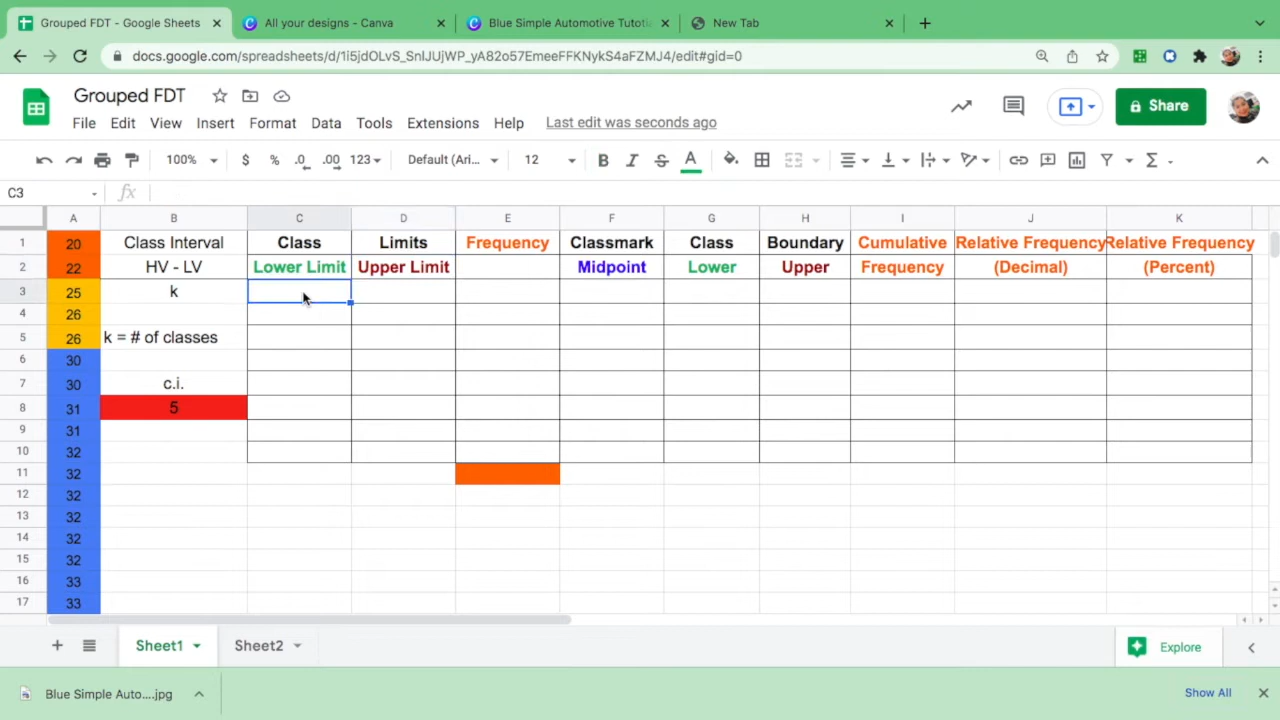 Grouped FDT - Google Sheets
All your designs - Canva
Blue Simple Automotive Tutoti
New Tab
docs.google.com/spreadsheets/d/1i5jdOLvS_SnIJUjWP_yA82o57EmeeFFKNykS4aFZMJ4/edit#gid=0
Grouped FDT
Share
File Edit View Insert Format Data Tools Extensions Help Last edit was seconds ago
100% $ % .0 .00 123 Default (Ari... 12 B I S A Σ
C3 fx
A B C D E F G H I J K
1 20 Class Interval Class Limits Frequency Classmark Class Boundary Cumulative Relative Frequency Relative Frequency
2 22 HV - LV Lower Limit Upper Limit Midpoint Lower Upper Frequency (Decimal) (Percent)
3 25 k
4 26
5 26 k = # of classes
6 30
7 30 c.i.
8 31 5
9 31
10 32
11 32
12 32
13 32
14 32
15 32
16 33
17 33
+ Sheet1 Sheet2 Explore
Blue Simple Auto....jpg Show All